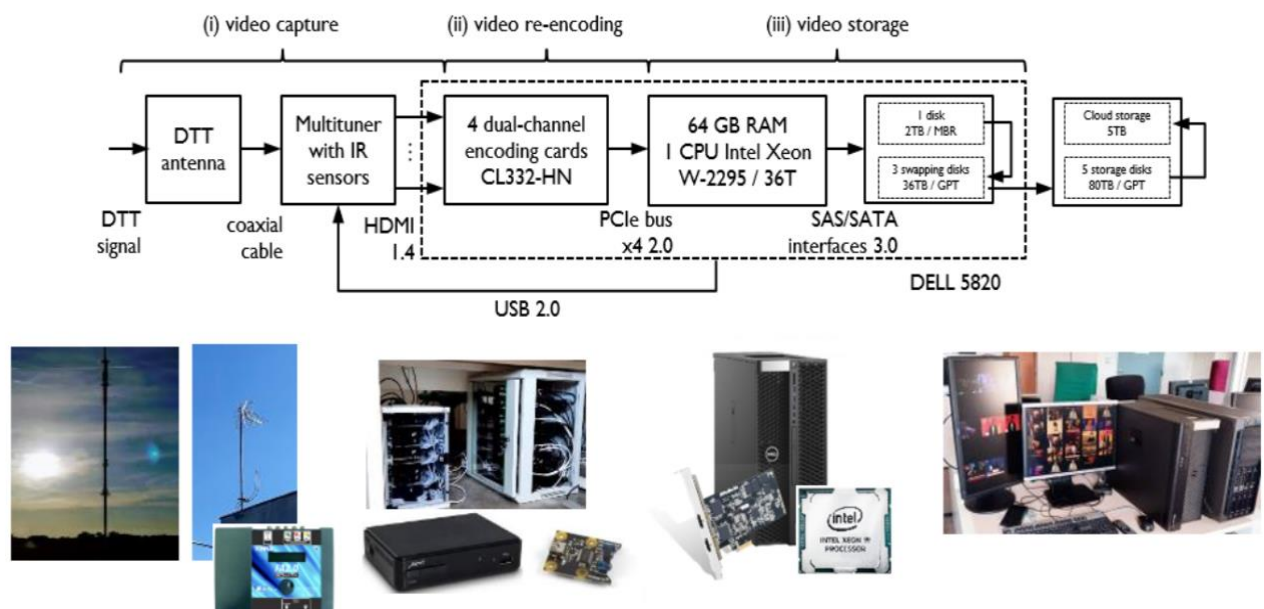 (i) video capture
(ii) video re-encoding
(iii) video storage
DTT
antenna
Multituner
with IR
sensors
4 dual-channel
encoding cards
CL332-HN
64 GB RAM
1 CPU Intel Xeon
W-2295 / 36T
1 disk
2TB / MBR
3 swapping disks
36TB / GPT
Cloud storage
5TB
5 storage disks
80TB / GPT
DTT
signal
coaxial
cable
HDMI
1.4
PCIe bus
x4 2.0
SAS/SATA
interfaces 3.0
DELL 5820
USB 2.0
DELL
intel
INTEL XEON
PROCESSOR